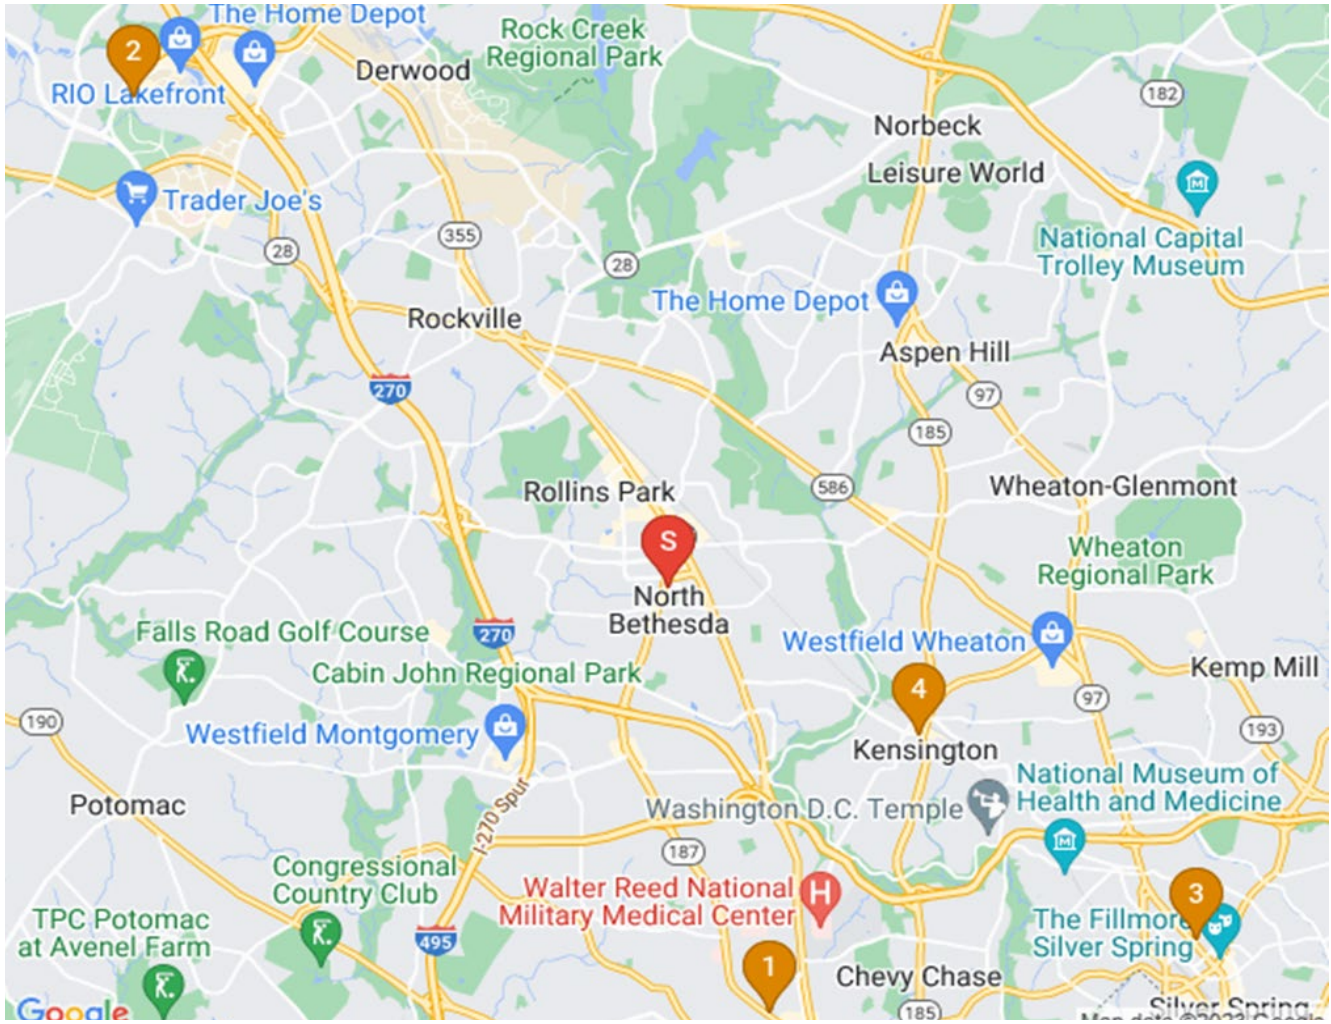 The Home Depot
2
RIO Lakefront
Derwood
Rock Creek
Regional Park
182
Norbeck
Leisure World
Trader Joe's
28
355
28
National Capital
Trolley Museum
The Home Depot
Rockville
Aspen Hill
270
97
185
586
Rollins Park
Wheaton-Glenmont
S
Wheaton
Regional Park
North
Bethesda
270
Falls Road Golf Course
Cabin John Regional Park
Westfield Wheaton
Kemp Mill
4
97
190
193
Westfield Montgomery
Kensington
National Museum of
Health and Medicine
Potomac
I-270 Spur
Washington D.C. Temple
187
Congressional
Country Club
Walter Reed National
Military Medical Center
H
3
TPC Potomac
at Avenel Farm
495
The Fillmore
Silver Spring
1
Chevy Chase
185
Silver Spring
Google
Map data ©2023 Google